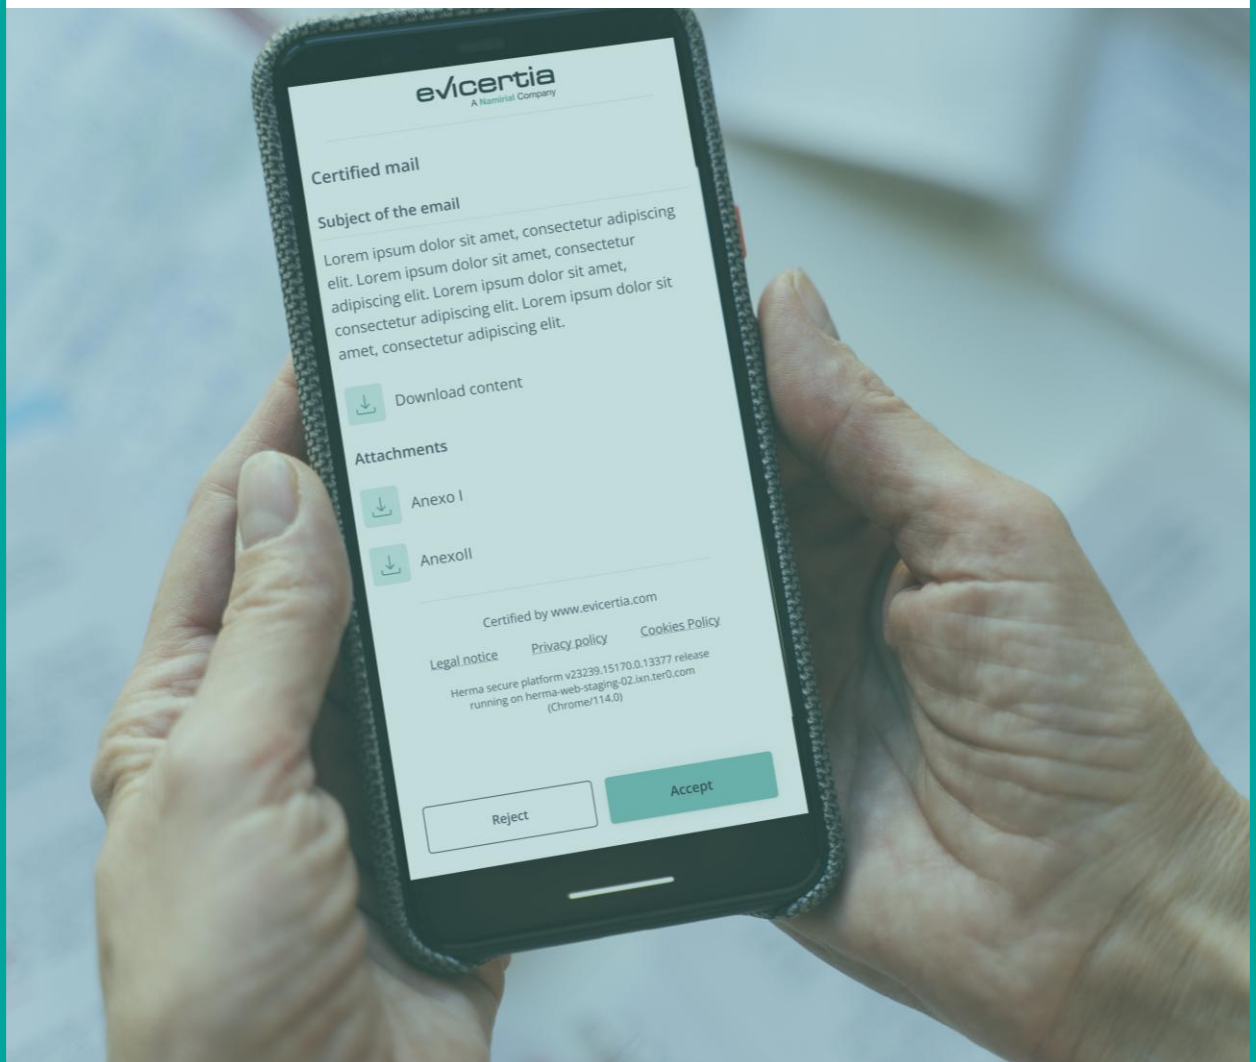 evicertia
A Namirial Company
Certified mail
Subject of the email
Lorem ipsum dolor sit amet, consectetur adipiscing
elit. Lorem ipsum dolor sit amet, consectetur
adipiscing elit. Lorem ipsum dolor sit amet,
consectetur adipiscing elit. Lorem ipsum dolor sit
amet, consectetur adipiscing elit.
Download content
Attachments
Anexo I
AnexoII
Certified by www.evicertia.com
Legal notice Privacy policy Cookies Policy
Herma secure platform v23239.15170.0.13377 release
running on herma-web-staging-02.ixn.ter0.com
(Chrome/114.0)
Reject Accept